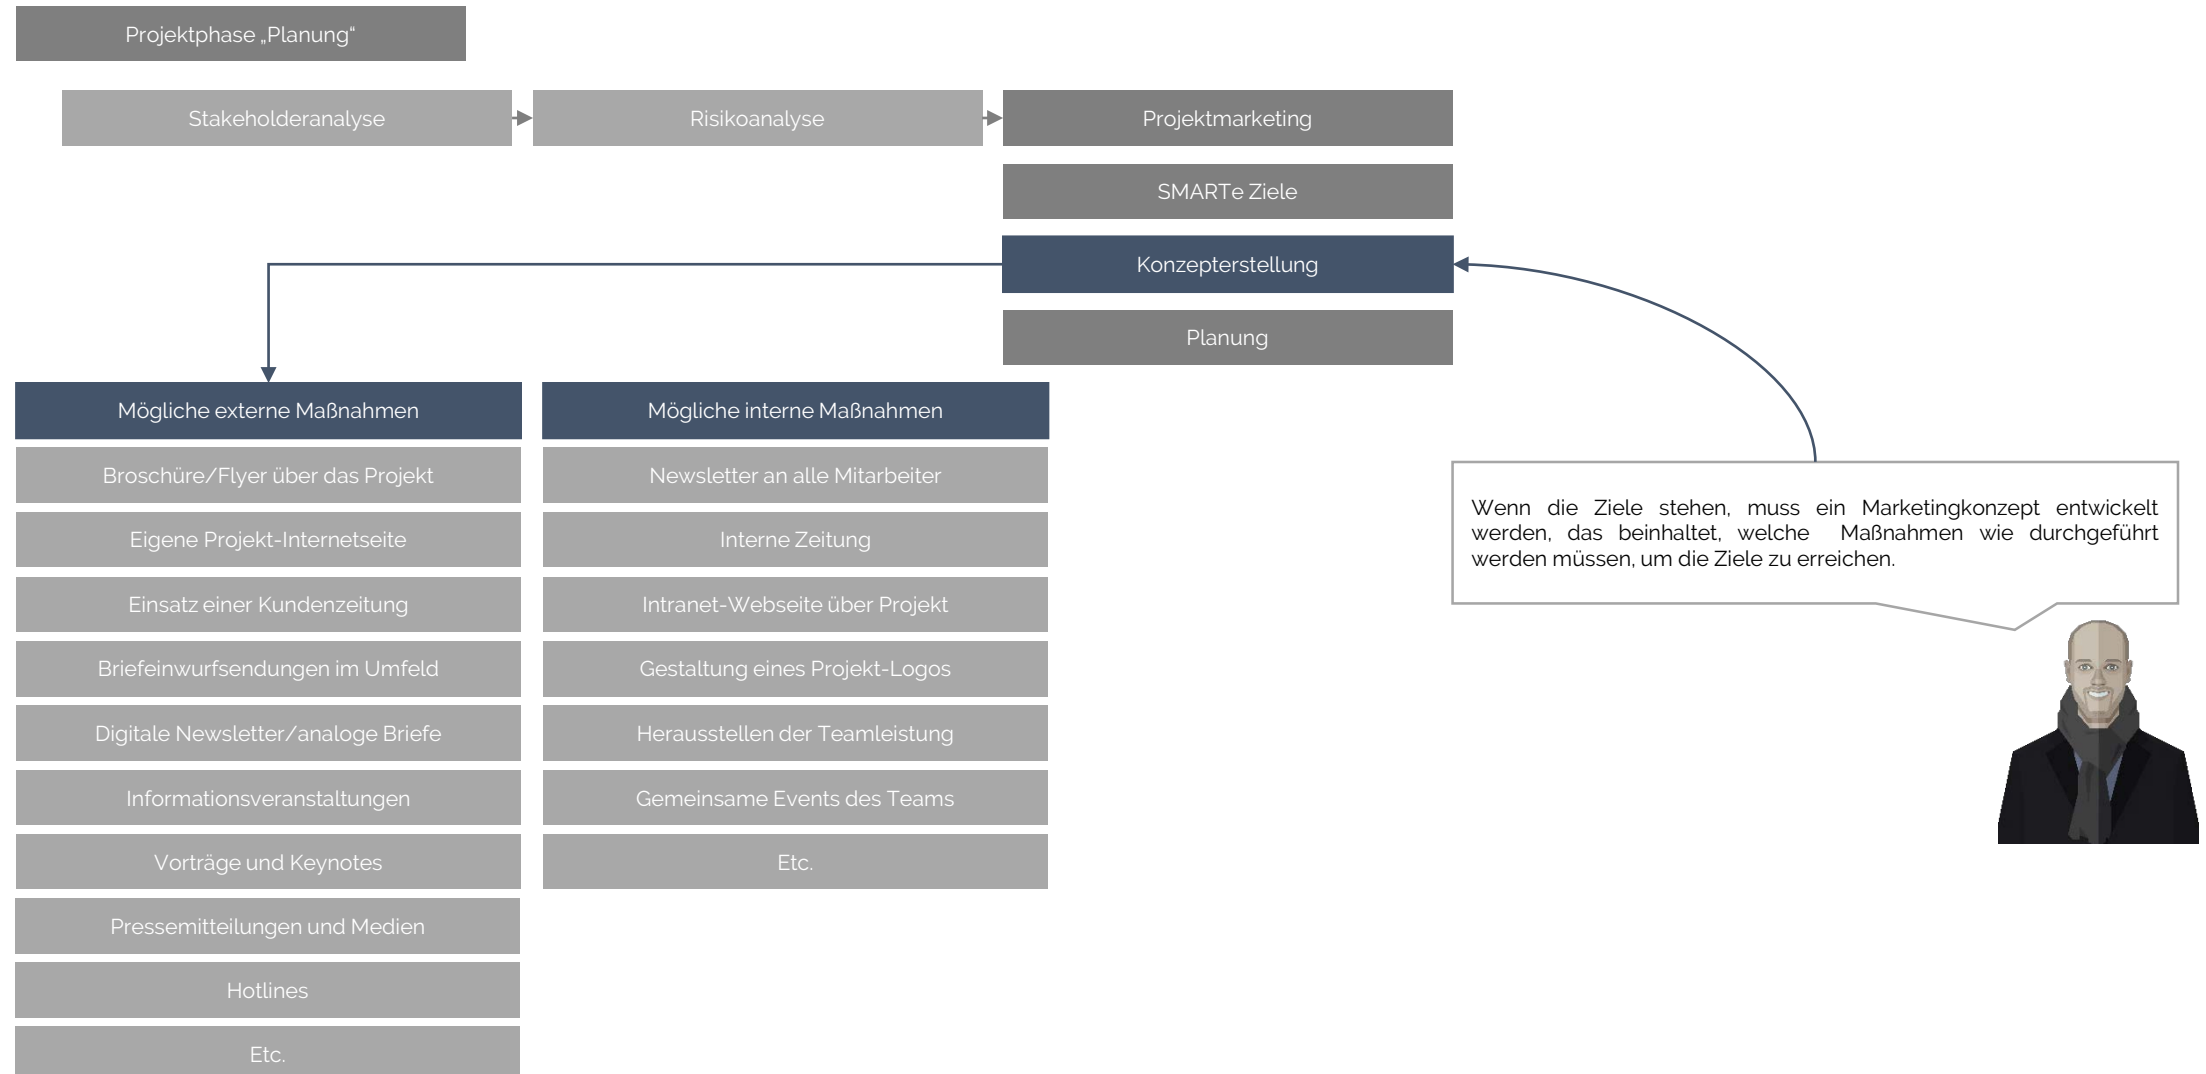 Projektphase „Planung“
Stakeholderanalyse
Risikoanalyse
Projektmarketing
SMARTe Ziele
Konzepterstellung
Planung
Mögliche externe Maßnahmen
Broschüre/Flyer über das Projekt
Eigene Projekt-Internetseite
Einsatz einer Kundenzeitung
Briefeinwurfsendungen im Umfeld
Digitale Newsletter/analoge Briefe
Informationsveranstaltungen
Vorträge und Keynotes
Pressemitteilungen und Medien
Hotlines
Etc.
Mögliche interne Maßnahmen
Newsletter an alle Mitarbeiter
Interne Zeitung
Intranet-Webseite über Projekt
Gestaltung eines Projekt-Logos
Herausstellen der Teamleistung
Gemeinsame Events des Teams
Etc.
Wenn die Ziele stehen, muss ein Marketingkonzept entwickelt
werden, das beinhaltet, welche Maßnahmen wie durchgeführt
werden müssen, um die Ziele zu erreichen.